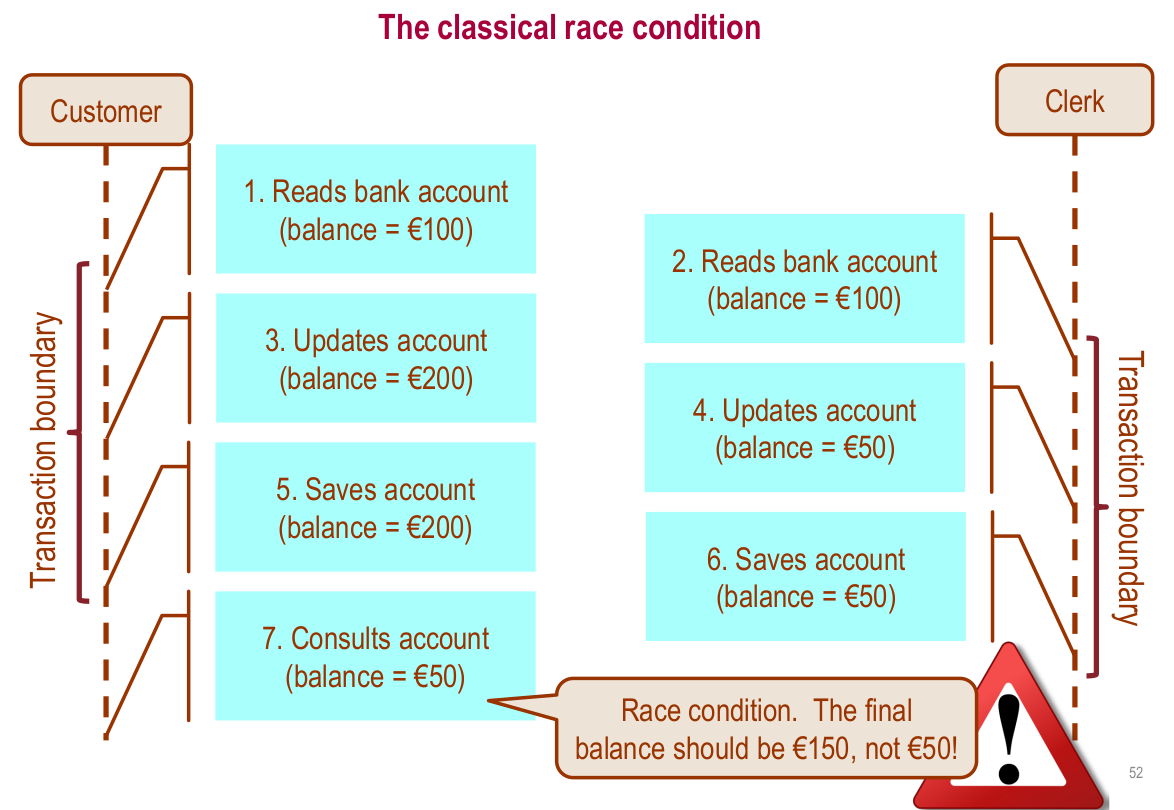 The classical race condition
Customer
Clerk
1. Reads bank account
(balance = €100)
2. Reads bank account
(balance = €100)
3. Updates account
(balance = €200)
4. Updates account
(balance = €50)
5. Saves account
(balance = €200)
6. Saves account
(balance = €50)
7. Consults account
(balance = €50)
Transaction boundary
Transaction boundary
Race condition.  The final
balance should be €150, not €50!
52